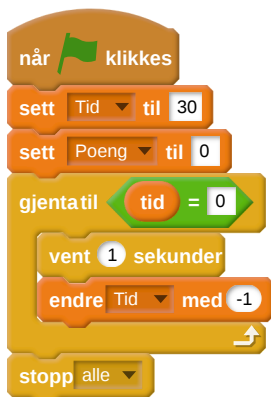 når klikkes
sett Tid til 30
sett Poeng til 0
gjenta til tid = 0
vent 1 sekunder
endre Tid med -1
stopp alle